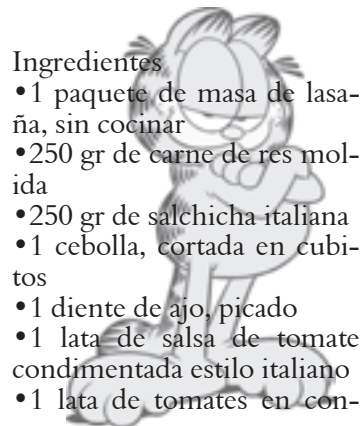 Ingredientes
•1 paquete de masa de lasa-
ña, sin cocinar
•250 gr de carne de res mol-
ida
•250 gr de salchicha italiana
•1 cebolla, cortada en cubi-
tos
•1 diente de ajo, picado
•1 lata de salsa de tomate
condimentada estilo italiano
•1 lata de tomates en con-